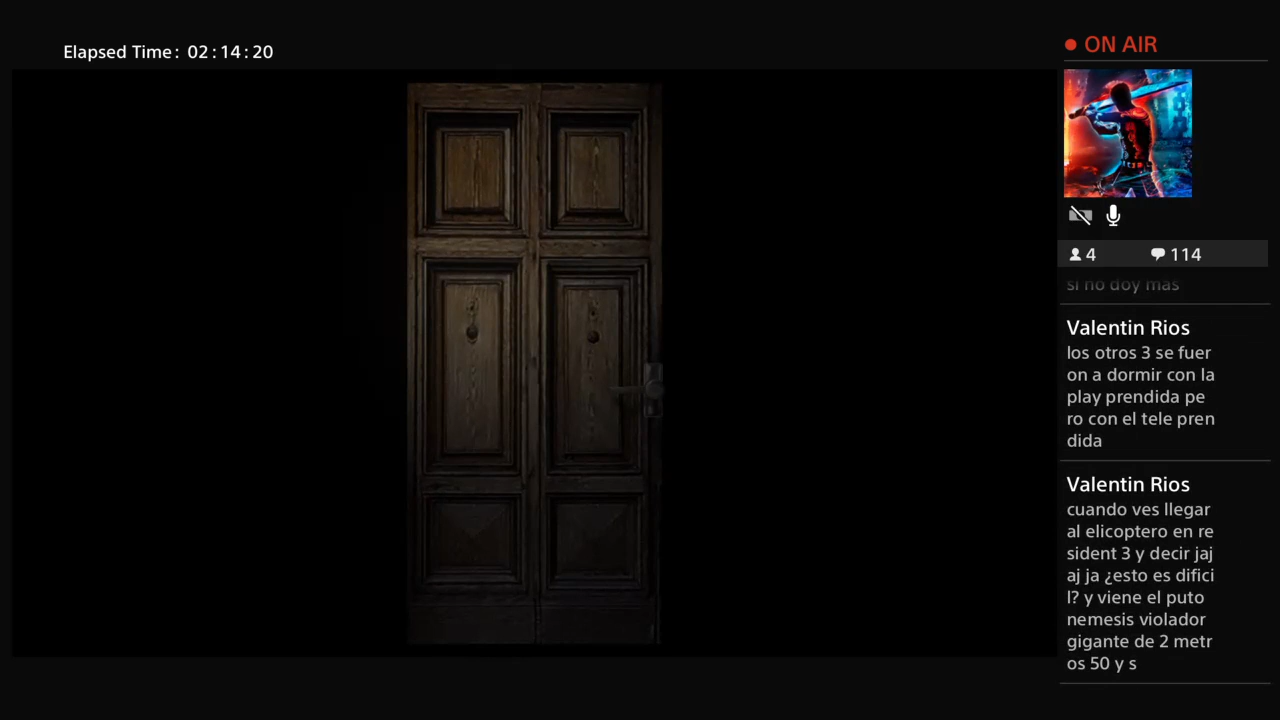 Elapsed Time: 02:14:20
ON AIR
4 114
si no doy mas
Valentin Rios
los otros 3 se fuer
on a dormir con la
play prendida pe
ro con el tele pren
dida
Valentin Rios
cuando ves llegar
al elicoptero en re
sident 3 y decir jaj
aj ja ¿esto es difici
l? y viene el puto
nemesis violador
gigante de 2 metr
os 50 y s